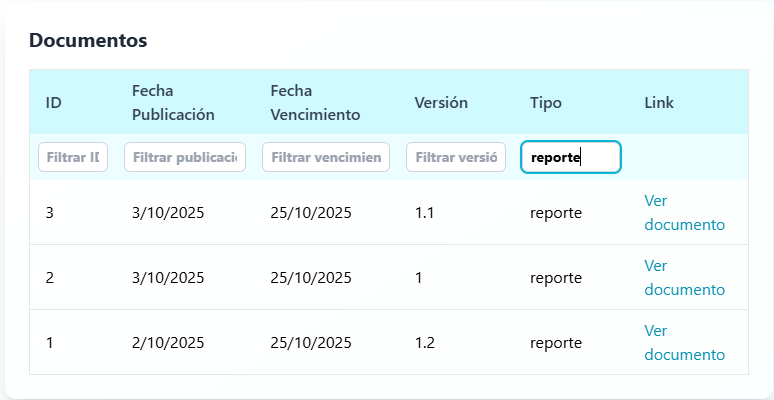 Documentos
ID Fecha Publicación Fecha Vencimiento Versión Tipo Link
Filtrar ID Filtrar publicaci Filtrar vencimien Filtrar versió reporte
3 3/10/2025 25/10/2025 1.1 reporte Ver documento
2 3/10/2025 25/10/2025 1 reporte Ver documento
1 2/10/2025 25/10/2025 1.2 reporte Ver documento